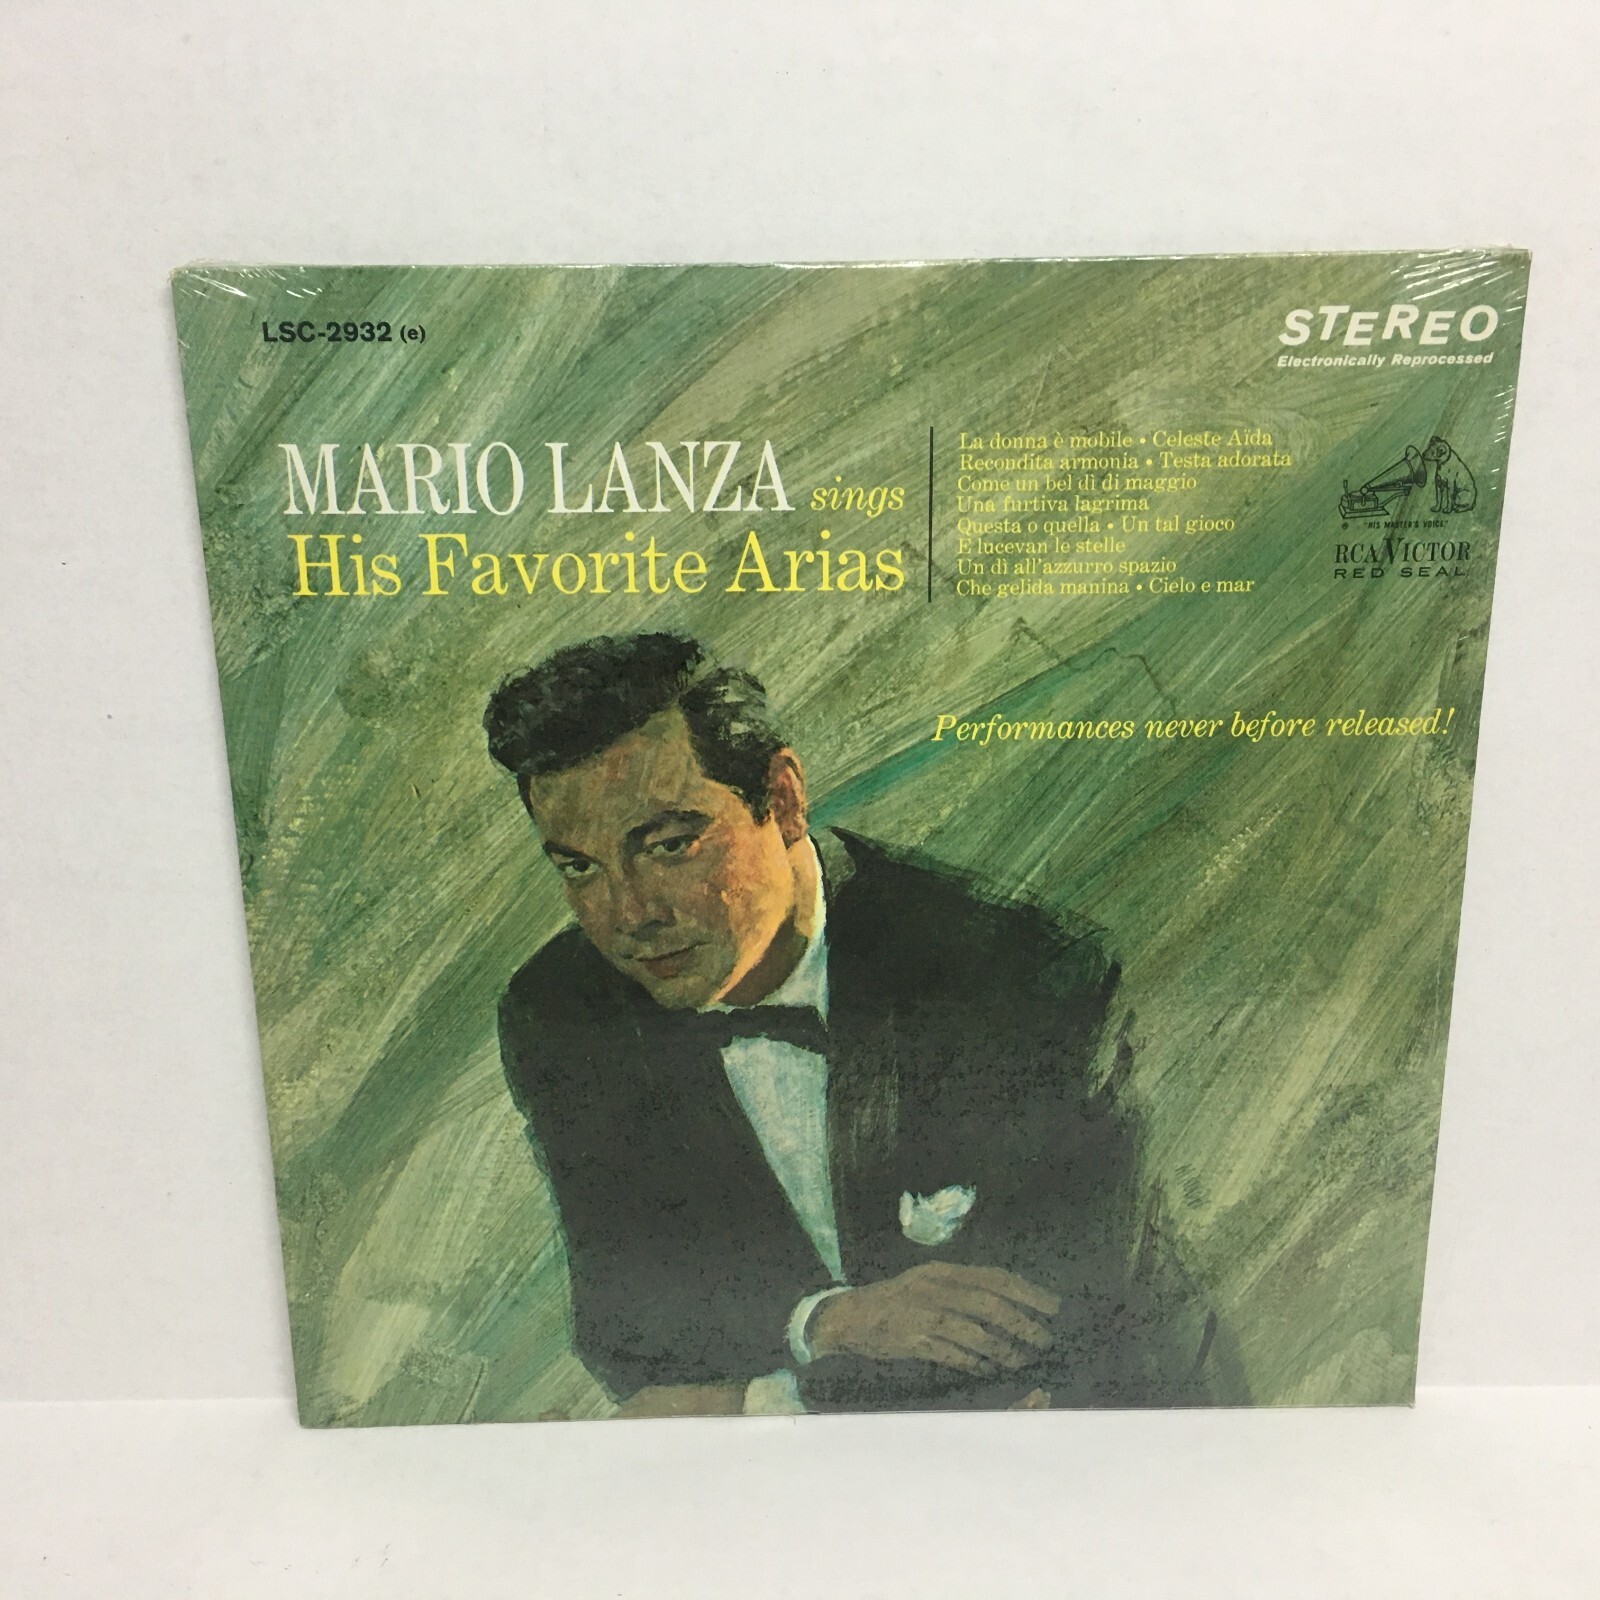 LSC-2932 (e)
STEREO
Electronically Reprocessed
MARIO LANZA sings
His Favorite Arias
La donna è mobile • Celeste Aïda
Recondita armonia • Testa adorata
Come un bel dì di maggio
Una furtiva lagrima
Questa o quella • Un tal gioco
E lucevan le stelle
Un dì all'azzurro spazio
Che gelida manina • Cielo e mar
® "HIS MASTER'S VOICE"
RCA VICTOR
RED SEAL
Performances never before released!